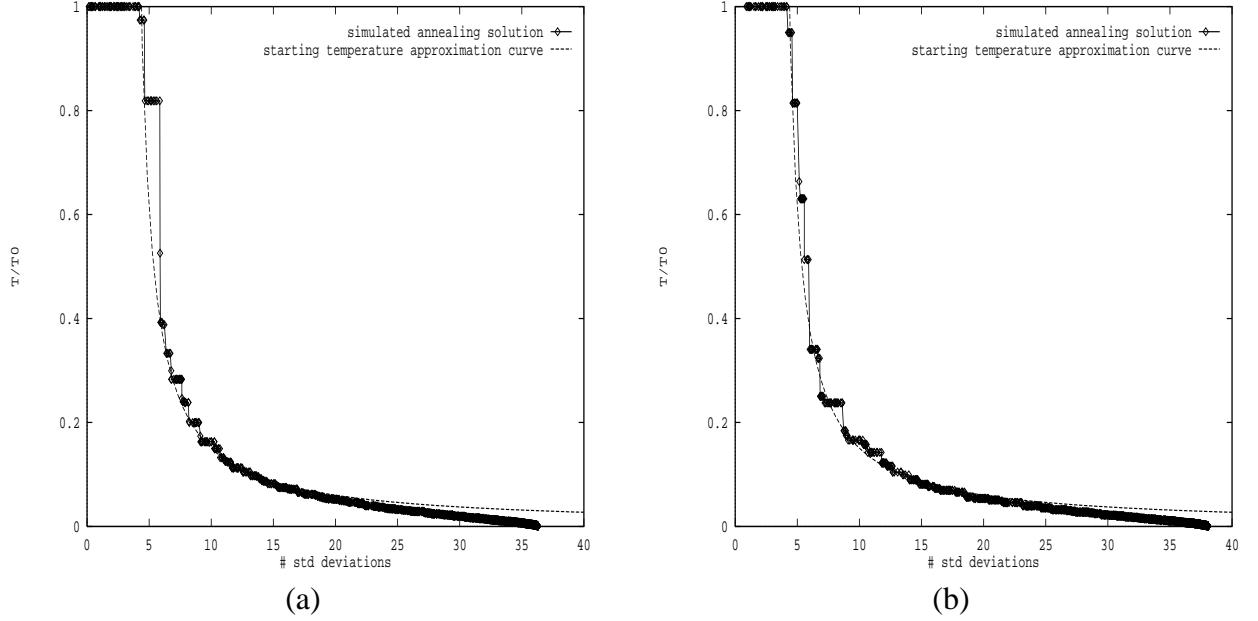 1
0.8
0.6
0.4
0.2
0
T/T0
0 5 10 15 20 25 30 35 40
# std deviations
simulated annealing solution
starting temperature approximation curve
(a)
1
0.8
0.6
0.4
0.2
0
T/T0
0 5 10 15 20 25 30 35 40
# std deviations
simulated annealing solution
starting temperature approximation curve
(b)